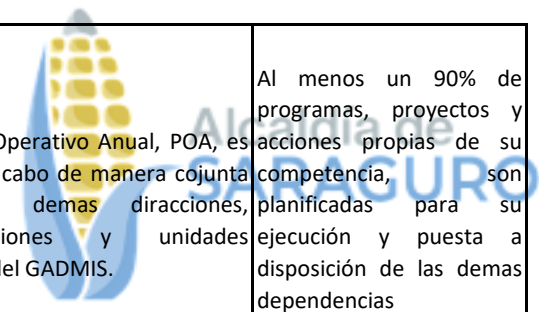 Alcaldía de
SARAGURO
Operativo Anual, POA, es
cabo de manera cojunta
demas diracciones,
iones y unidades
del GADMIS.
Al menos un 90% de
programas, proyectos y
acciones propias de su
competencia, son
planificadas para su
ejecución y puesta a
disposición de las demas
dependencias